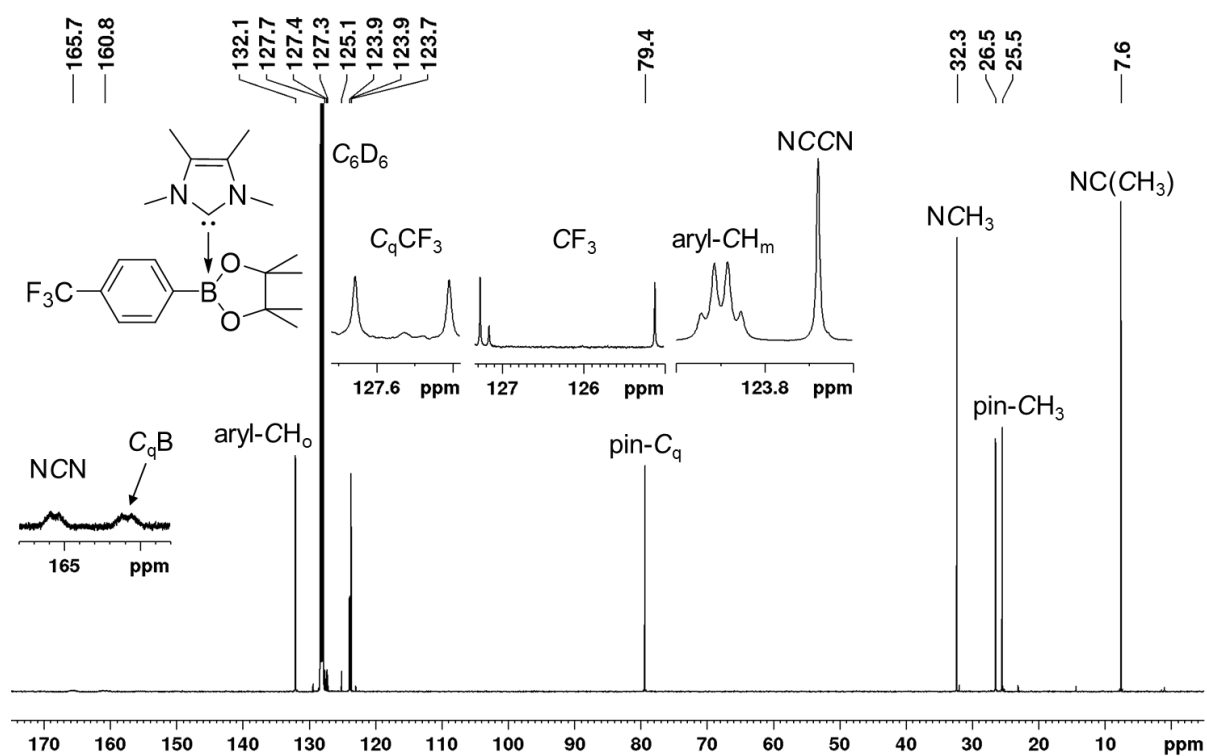 165.7
160.8
132.1
127.7
127.4
127.3
125.1
123.9
123.9
123.7
79.4
32.3
26.5
25.5
7.6
C6D6
NCCN
NC(CH3)
N N
NCH3
CqCF3
CF3
aryl-CHm
O
F3C B
O
127.6 ppm
127 126 ppm
123.8 ppm
pin-CH3
aryl-CHo
pin-Cq
CqB
NCN
165 ppm
170 160 150 140 130 120 110 100 90 80 70 60 50 40 30 20 10 ppm